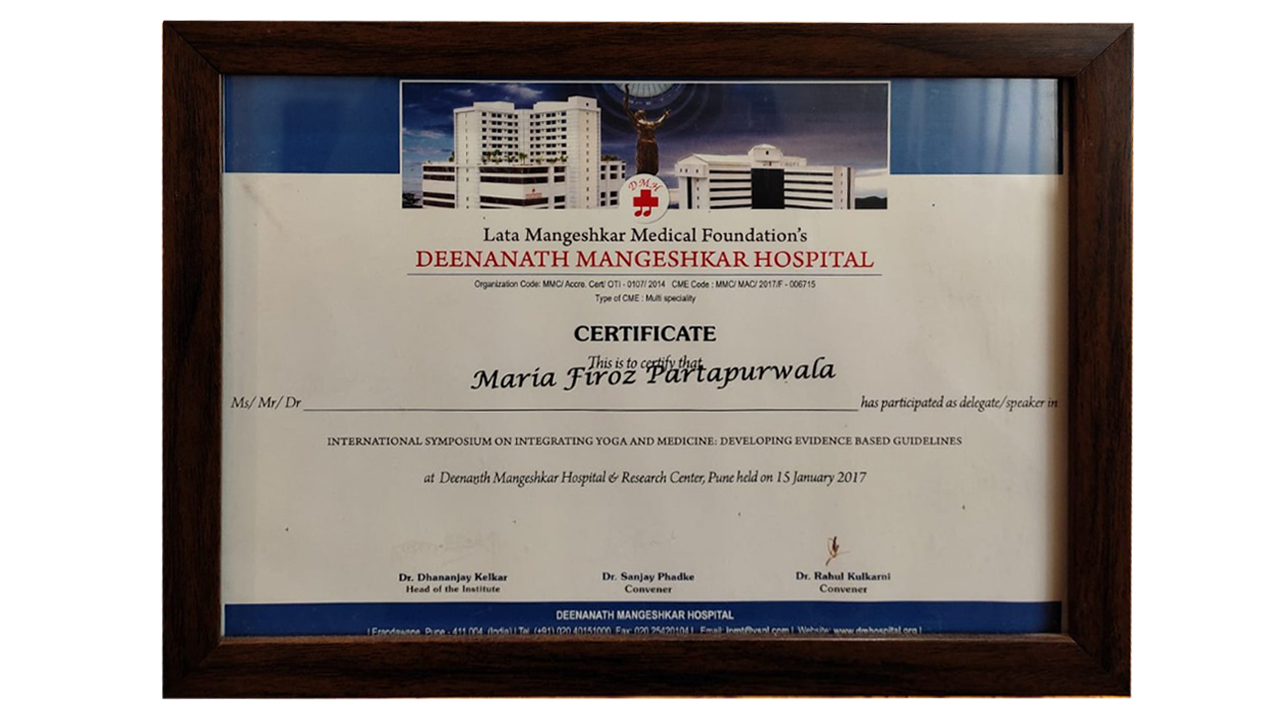 DMH
Lata Mangeshkar Medical Foundation's
DEENANATH MANGESHKAR HOSPITAL
Organization Code: MMC/ Accre. Cert/ OTI - 0107/ 2014 CME Code : MMC/ MAC/ 2017/F - 006715
Type of CME : Multi speciality
CERTIFICATE
This is to certify that
Maria Firoz Partapurwala
Ms/ Mr/ Dr has participated as delegate/speaker in
INTERNATIONAL SYMPOSIUM ON INTEGRATING YOGA AND MEDICINE: DEVELOPING EVIDENCE BASED GUIDELINES
at Deenanth Mangeshkar Hospital & Research Center, Pune held on 15 January 2017
Dr. Dhananjay Kelkar Dr. Sanjay Phadke Dr. Rahul Kulkarni
Head of the Institute Convener Convener
DEENANATH MANGESHKAR HOSPITAL
| Erandawane, Pune - 411 004. (India) | Tel. (+91) 020 40151000, Fax: 020 25420104 | Email: lmmf@vsnl.com | Website: www.dmhospital.org |